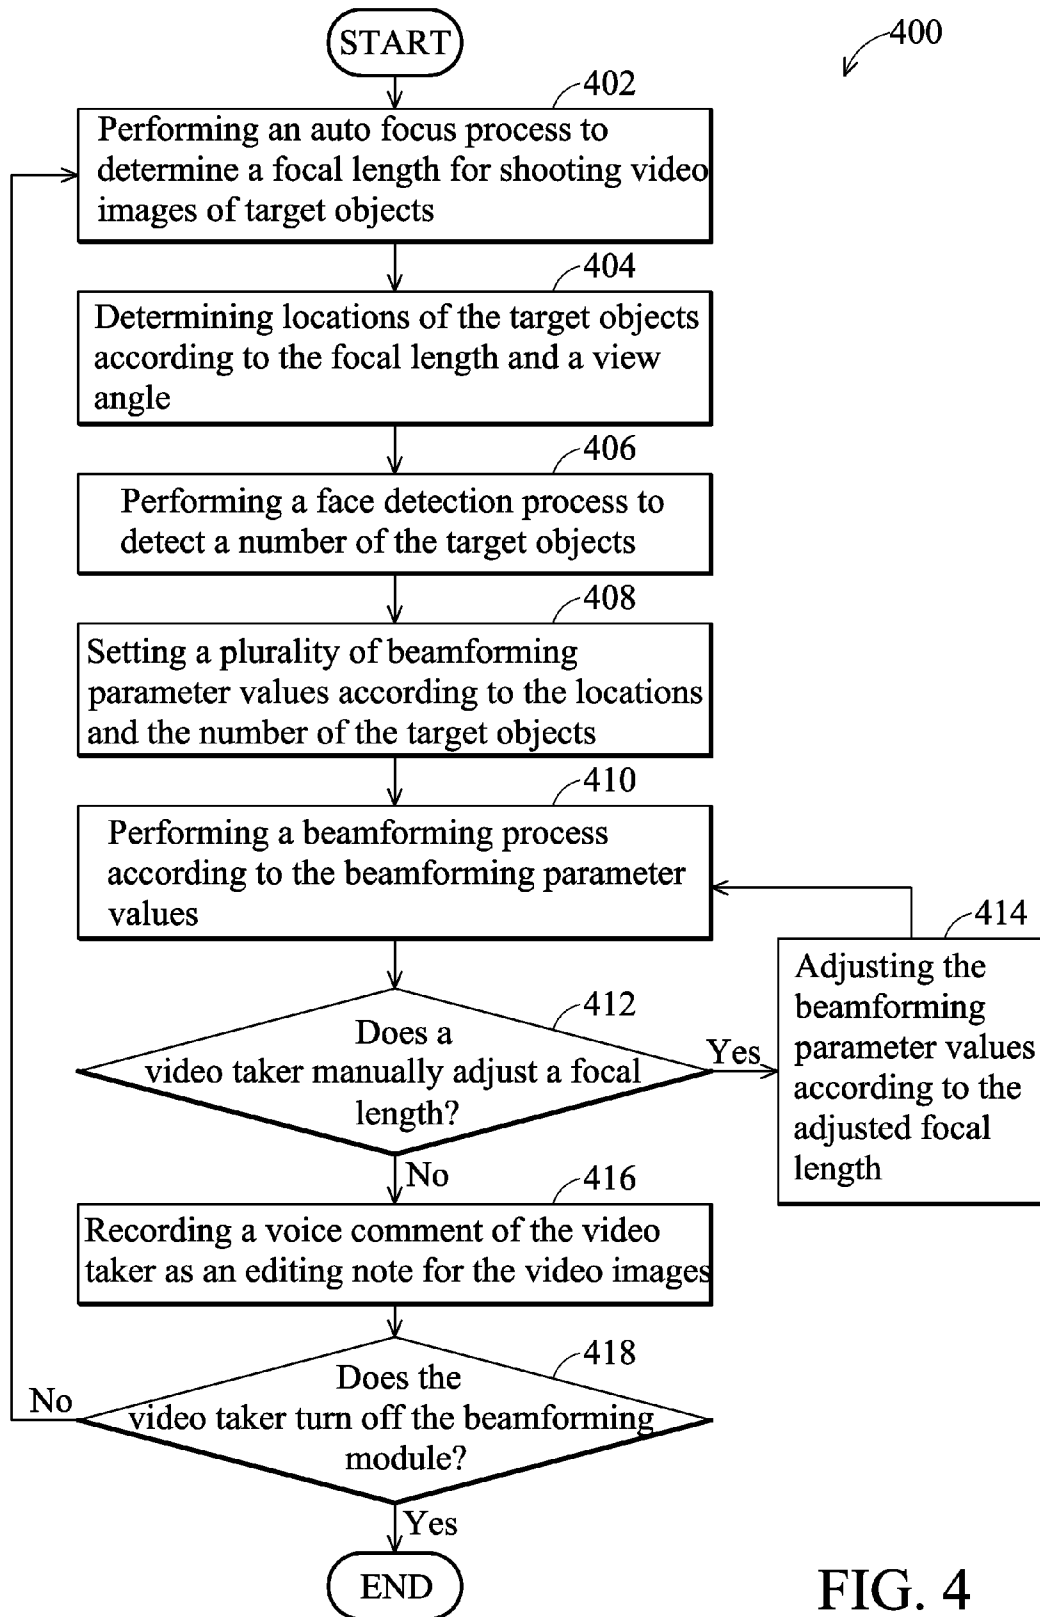 START
400
402
Performing an auto focus process to
determine a focal length for shooting video
images of target objects
404
Determining locations of the target objects
according to the focal length and a view
angle
406
Performing a face detection process to
detect a number of the target objects
408
Setting a plurality of beamforming
parameter values according to the locations
and the number of the target objects
410
Performing a beamforming process
according to the beamforming parameter
values
412
Does a
video taker manually adjust a focal
length?
Yes
414
Adjusting the
beamforming
parameter values
according to the
adjusted focal
length
No
416
Recording a voice comment of the video
taker as an editing note for the video images
418
Does the
video taker turn off the beamforming
module?
No
Yes
END
FIG. 4